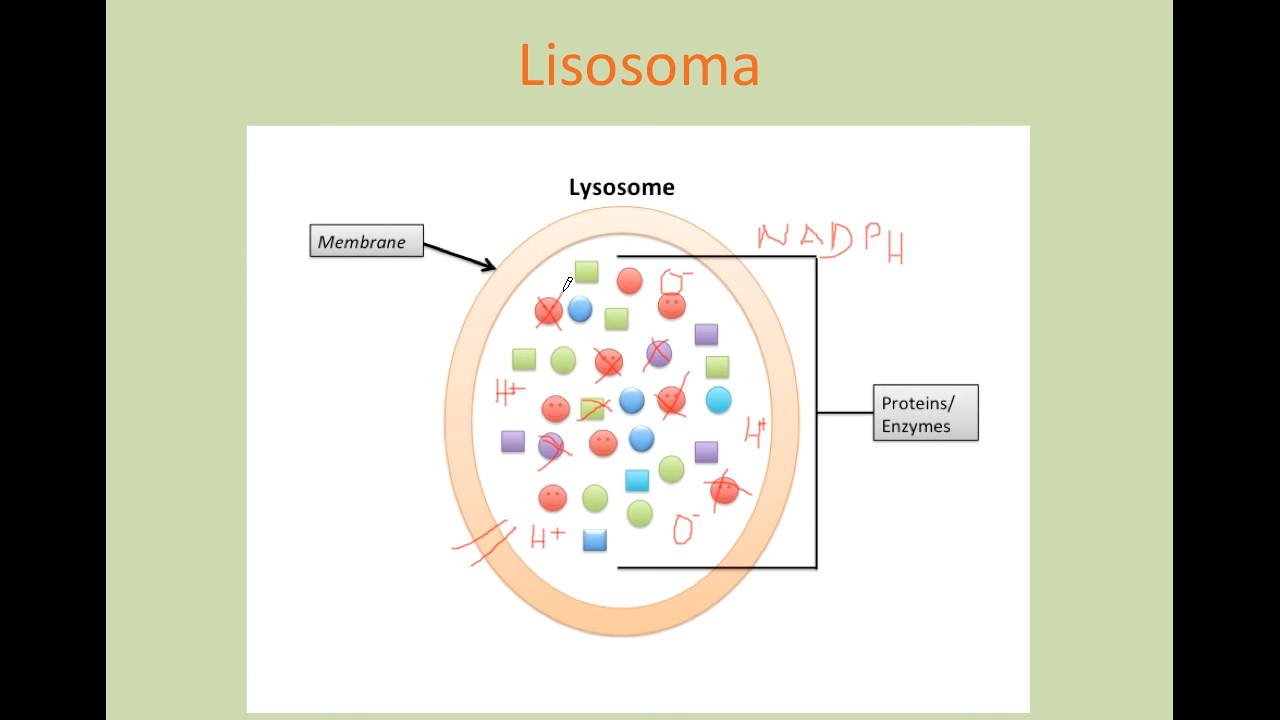 Lisosoma
Lysosome
Membrane
NADPH
O⁻
H+
H+
Proteins/
Enzymes
H+
O⁻